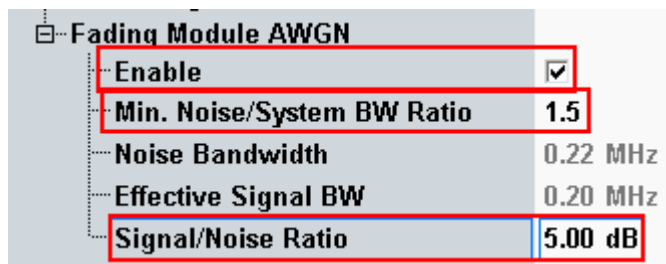 Fading Module AWGN
Enable
Min. Noise/System BW Ratio 1.5
Noise Bandwidth 0.22 MHz
Effective Signal BW 0.20 MHz
Signal/Noise Ratio 5.00 dB